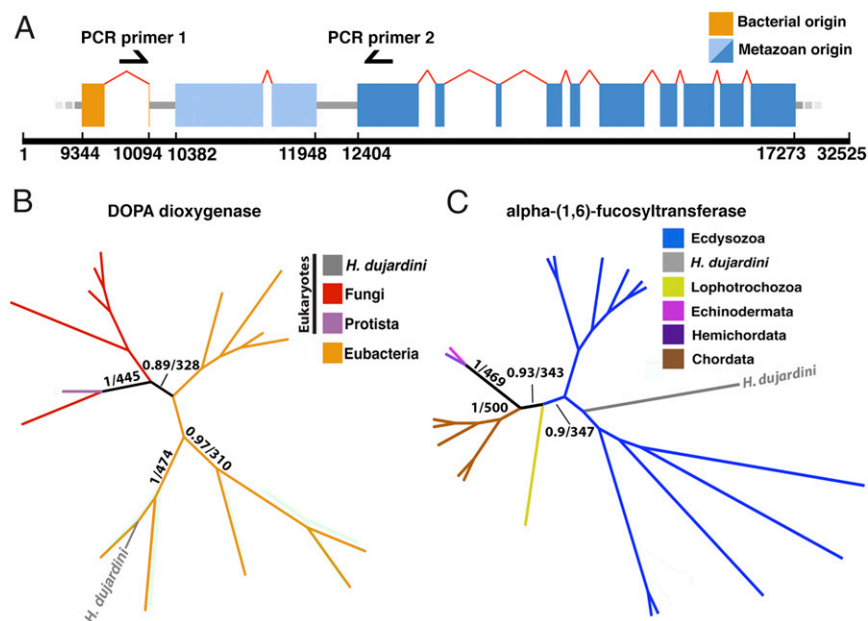 A
PCR primer 1
PCR primer 2
Bacterial origin
Metazoan origin
1
9344
10094
10382
11948
12404
17273
32525
B
DOPA dioxygenase
Eukaryotes
H. dujardini
Fungi
Protista
Eubacteria
0.89/328
1/445
0.97/310
1/474
H. dujardini
C
alpha-(1,6)-fucosyltransferase
Ecdysozoa
H. dujardini
Lophotrochozoa
Echinodermata
Hemichordata
Chordata
1/469
0.93/343
1/500
0.9/347
H. dujardini